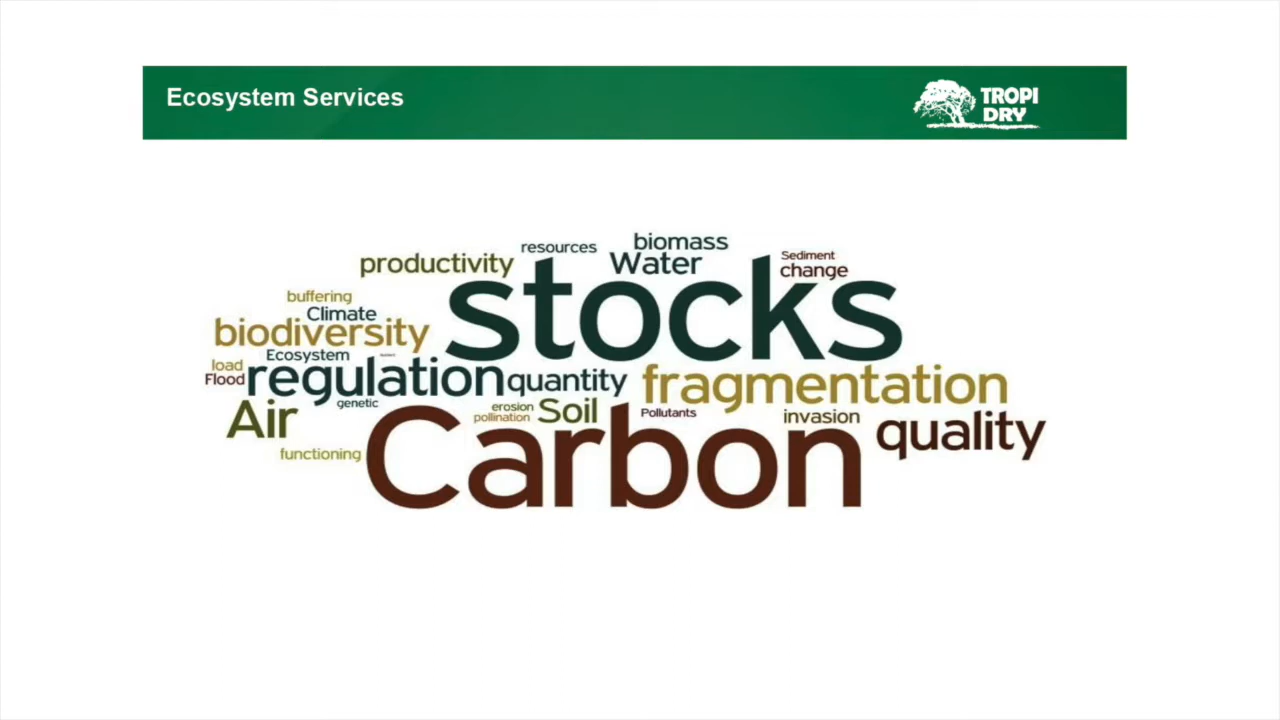 Ecosystem Services
TROPI
DRY
resources
biomass
productivity
Water
Sediment
change
stocks
buffering
Climate
biodiversity
Ecosystem
load
Flood
regulation
quantity
fragmentation
genetic
Air
erosion
pollination
Soil
Pollutants
invasion
quality
functioning
Carbon